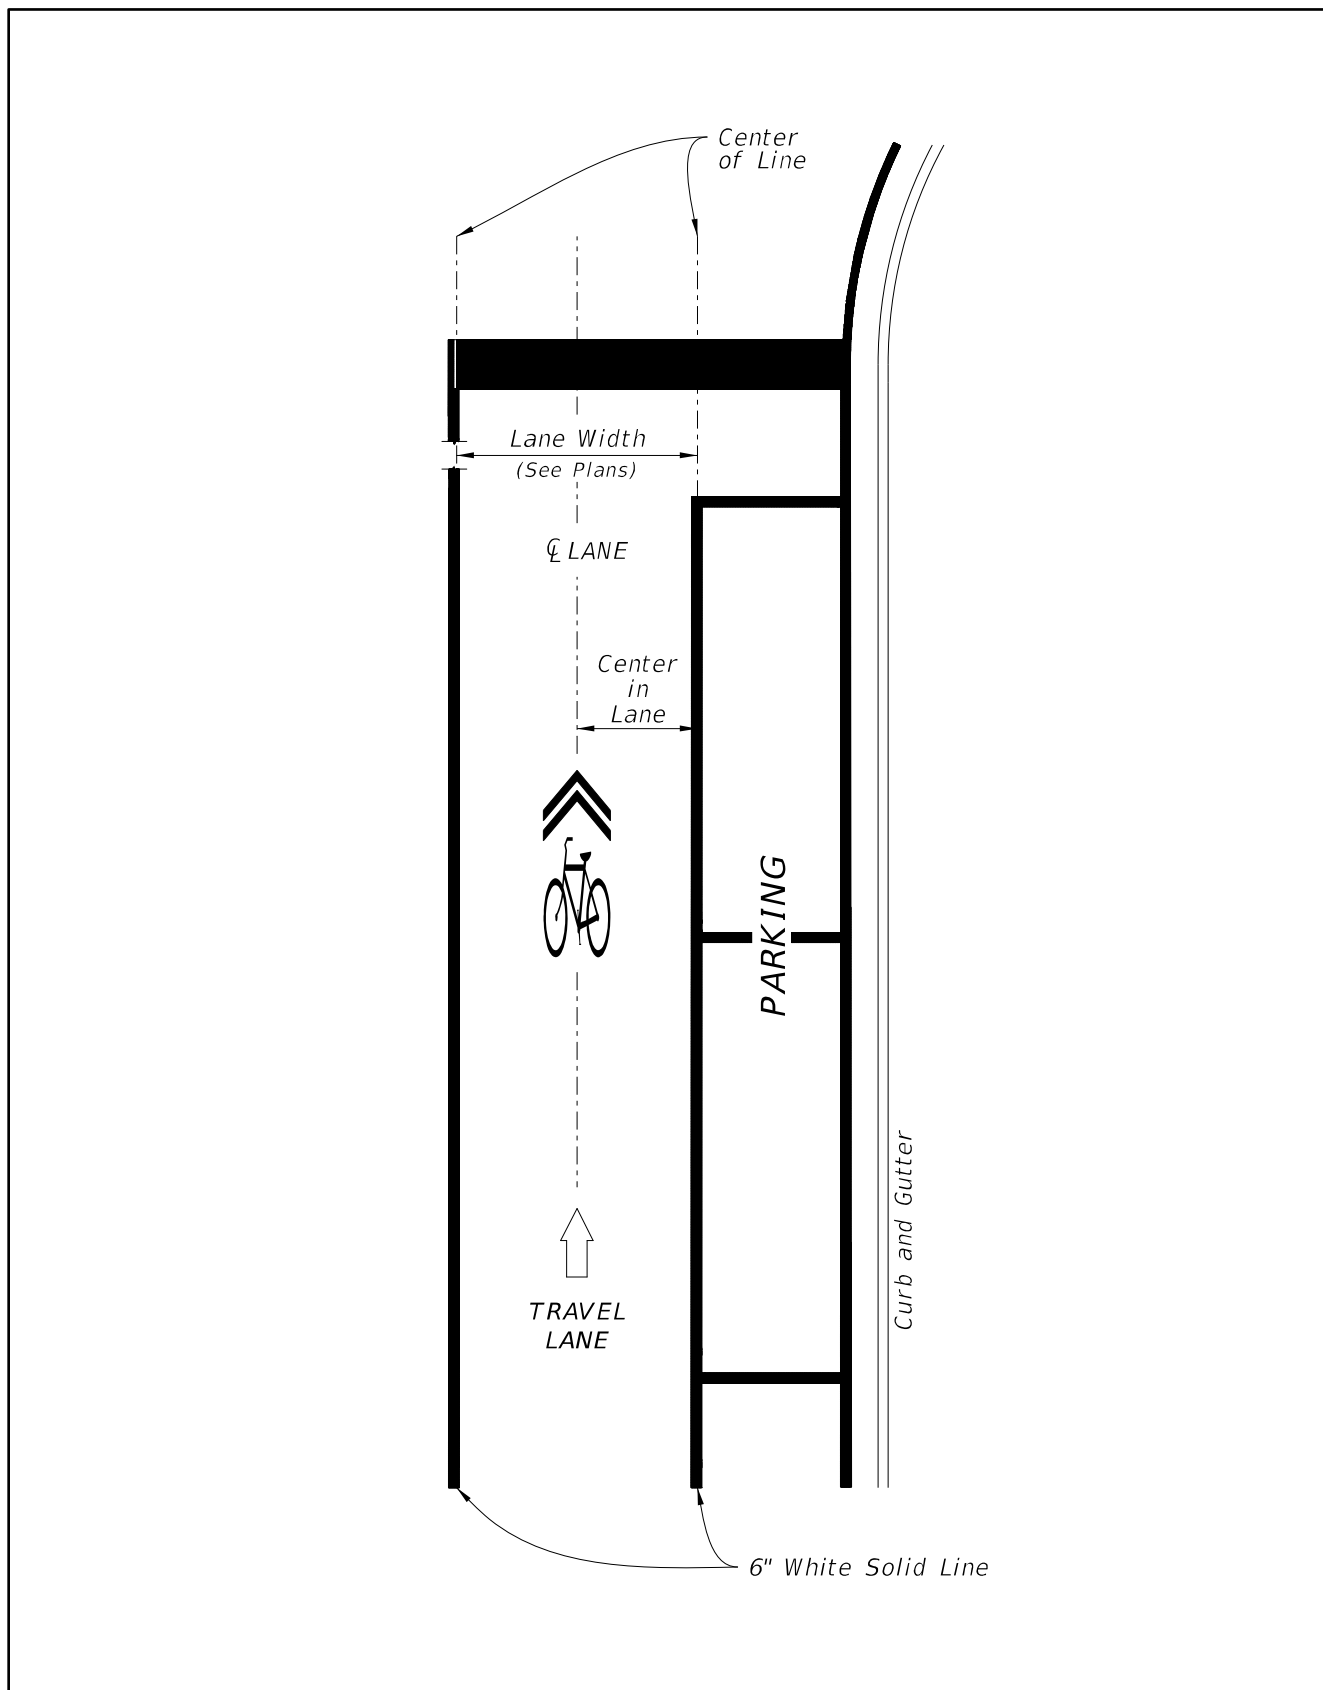 Center
of Line
Lane Width
(See Plans)
℄ LANE
Center
in
Lane
PARKING
Curb and Gutter
TRAVEL
LANE
6" White Solid Line